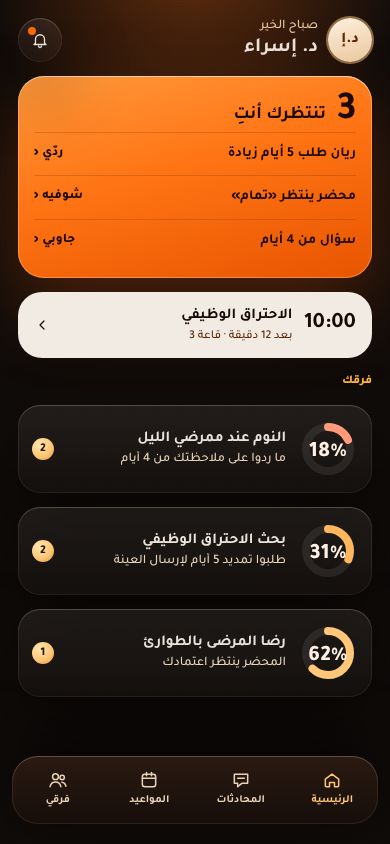 صباح الخير
د. إسراء
د.إ
3 تنتظرك أنتِ
ريان طلب 5 أيام زيادة
ردّي ‹
محضر ينتظر «تمام»
شوفيه ‹
سؤال من 4 أيام
جاوبي ‹
10:00
الاحتراق الوظيفي
بعد 12 دقيقة · قاعة 3
فرقك
18%
النوم عند ممرضي الليل
ما ردوا على ملاحظتك من 4 أيام
2
31%
بحث الاحتراق الوظيفي
طلبوا تمديد 5 أيام لإرسال العينة
2
62%
رضا المرضى بالطوارئ
المحضر ينتظر اعتمادك
1
الرئيسية
المحادثات
المواعيد
فرقي